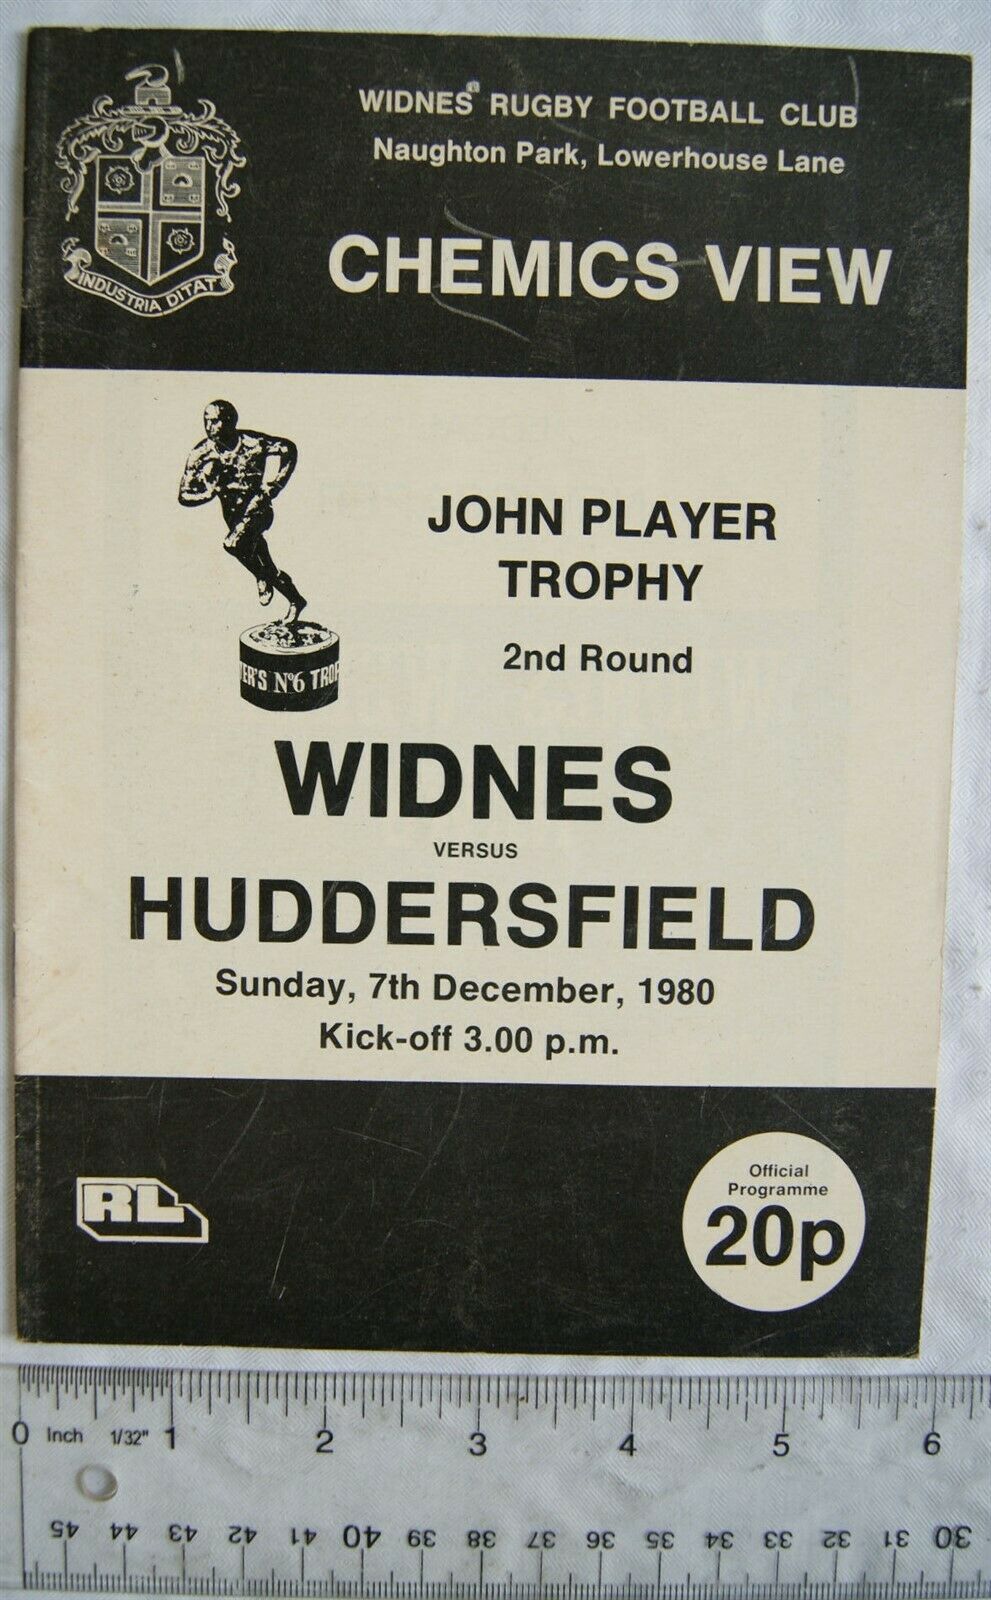 WIDNES RUGBY FOOTBALL CLUB
Naughton Park, Lowerhouse Lane
CHEMICS VIEW
INDUSTRIA DITAT
JOHN PLAYER
TROPHY
2nd Round
YER'S No6 TROP
WIDNES
VERSUS
HUDDERSFIELD
Sunday, 7th December, 1980
Kick-off 3.00 p.m.
RL
Official
Programme
20p
0 Inch 1/32" 1 2 3 4 5 6
45 44 43 42 41 40 39 38 37 36 35 34 33 32 31 30